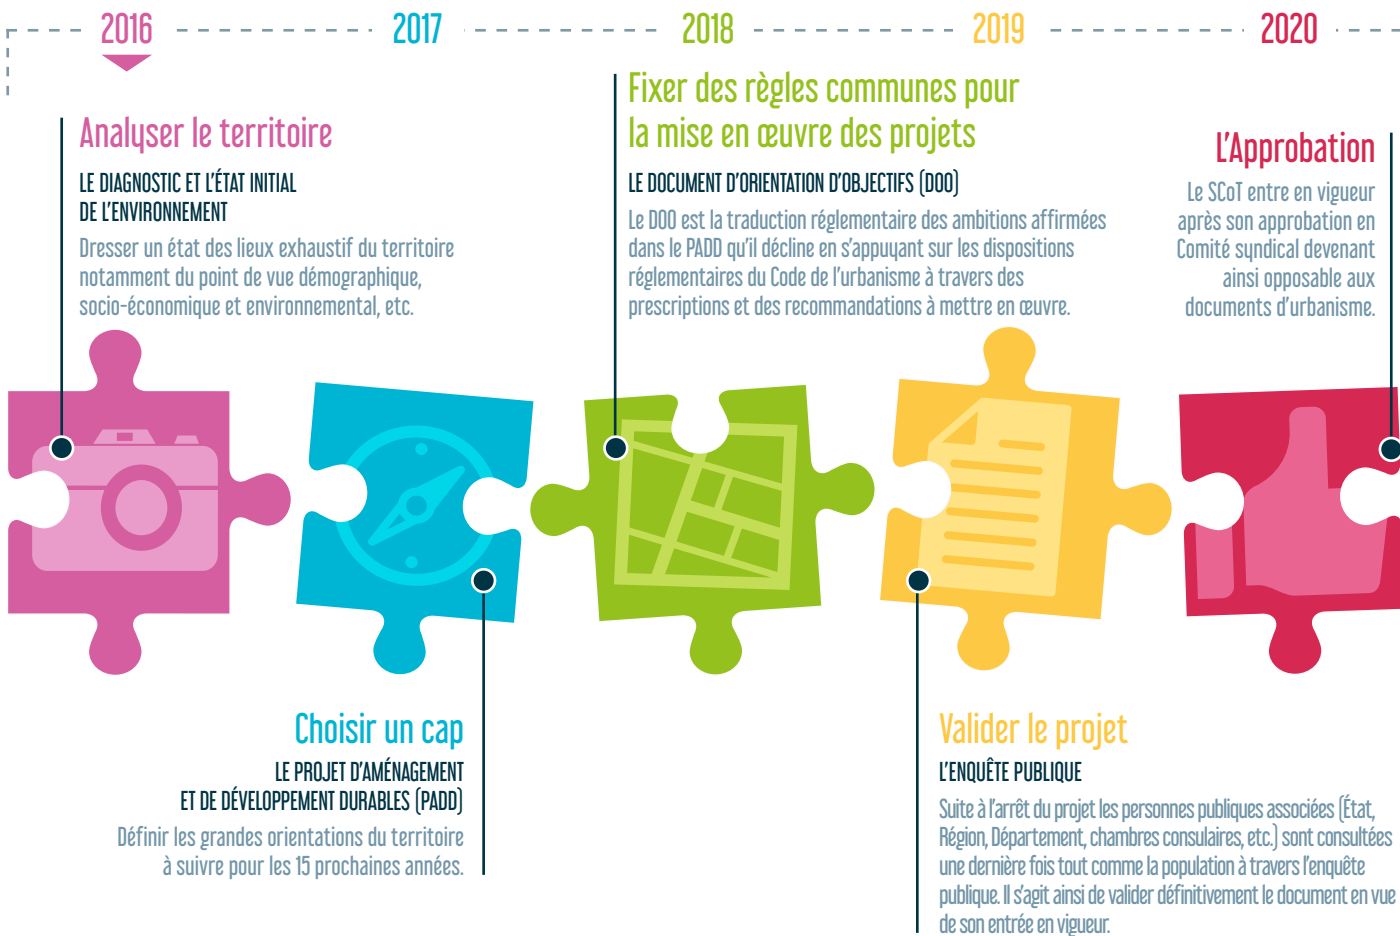 2016
2017
2018
2019
2020
Analyser le territoire
LE DIAGNOSTIC ET L'ÉTAT INITIAL
DE L'ENVIRONNEMENT
Dresser un état des lieux exhaustif du territoire
notamment du point de vue démographique,
socio-économique et environnemental, etc.
Fixer des règles communes pour
la mise en œuvre des projets
LE DOCUMENT D'ORIENTATION D'OBJECTIFS (DOO)
Le DOO est la traduction réglementaire des ambitions affirmées
dans le PADD qu'il décline en s'appuyant sur les dispositions
réglementaires du Code de l'urbanisme à travers des
prescriptions et des recommandations à mettre en œuvre.
L'Approbation
Le SCoT entre en vigueur
après son approbation en
Comité syndical devenant
ainsi opposable aux
documents d'urbanisme.
Choisir un cap
LE PROJET D'AMÉNAGEMENT
ET DE DÉVELOPPEMENT DURABLES (PADD)
Définir les grandes orientations du territoire
à suivre pour les 15 prochaines années.
Valider le projet
L'ENQUÊTE PUBLIQUE
Suite à l'arrêt du projet les personnes publiques associées (État,
Région, Département, chambres consulaires, etc.) sont consultées
une dernière fois tout comme la population à travers l'enquête
publique. Il s'agit ainsi de valider définitivement le document en vue
de son entrée en vigueur.